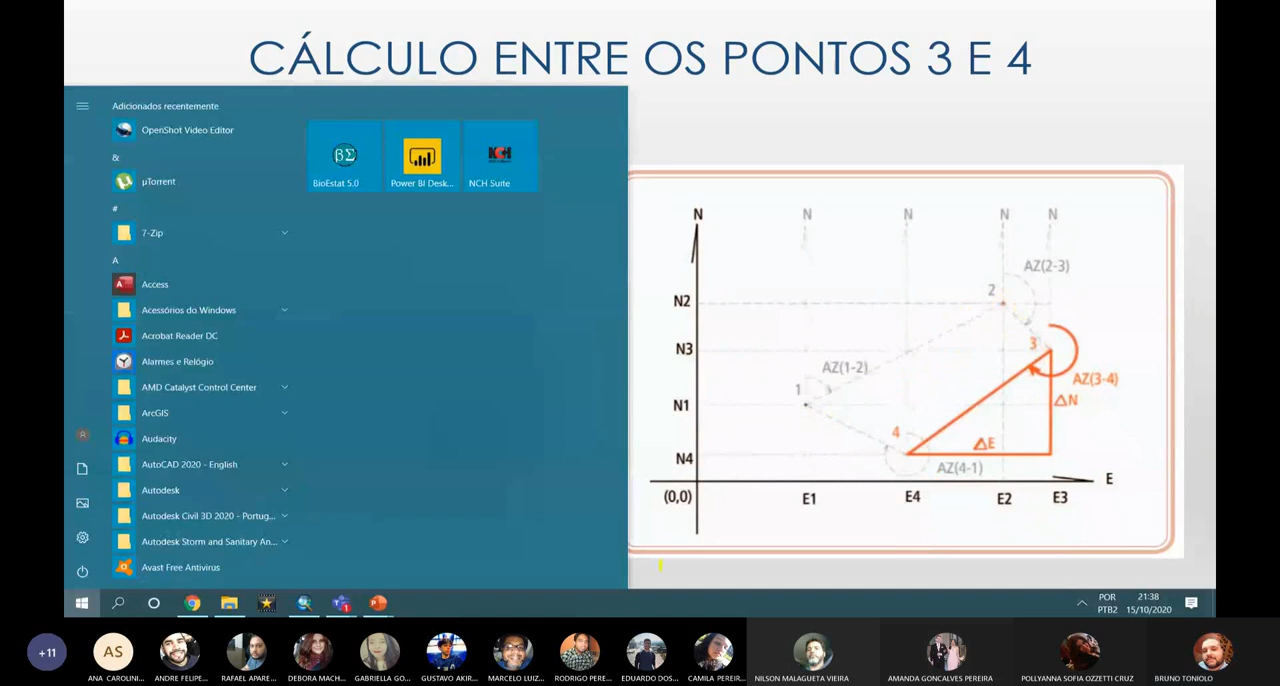 CÁLCULO ENTRE OS PONTOS 3 E 4
Adicionados recentemente
OpenShot Video Editor
&
µTorrent
#
7-Zip
A
Access
Acessórios do Windows
Acrobat Reader DC
Alarmes e Relógio
AMD Catalyst Control Center
ArcGIS
Audacity
AutoCAD 2020 - English
Autodesk
Autodesk Civil 3D 2020 - Portug...
Autodesk Storm and Sanitary An...
Avast Free Antivirus
βΣ
NCH
BioEstat 5.0
Power BI Desk...
NCH Suite
N
N
N
N
N
AZ(2-3)
2
N2
3
N3
AZ(1-2)
AZ(3-4)
1
ΔN
N1
4
ΔE
N4
AZ(4-1)
E
(0,0)
E1
E4
E2
E3
POR
PTB2
21:38
15/10/2020
+11
AS
ANA CAROLINI...
ANDRE FELIPE...
RAFAEL APARE...
DEBORA MACH...
GABRIELLA GO...
GUSTAVO AKIR...
MARCELO LUIZ...
RODRIGO PERE...
EDUARDO DOS...
CAMILA PEREIR...
NILSON MALAGUETA VIEIRA
AMANDA GONCALVES PEREIRA
POLLYANNA SOFIA OZZETTI CRUZ
BRUNO TONIOLO